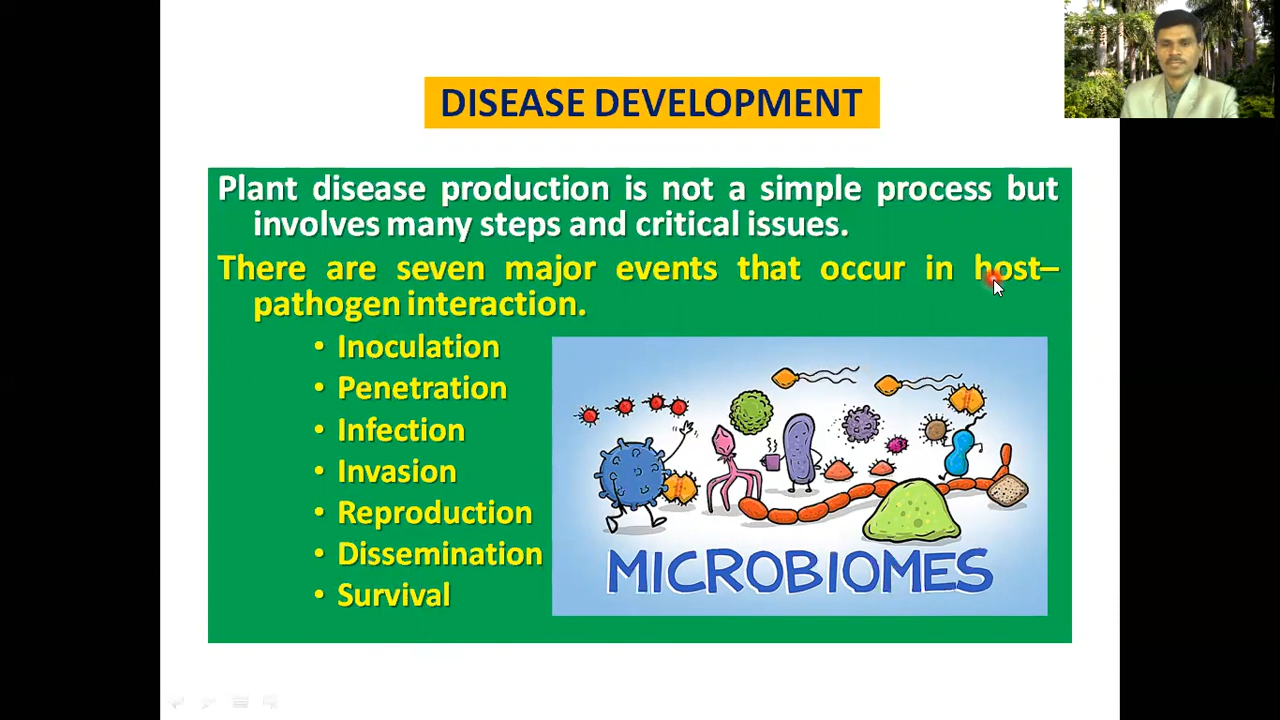 DISEASE DEVELOPMENT
Plant disease production is not a simple process but
involves many steps and critical issues.
There are seven major events that occur in host–
pathogen interaction.
• Inoculation
• Penetration
• Infection
• Invasion
• Reproduction
• Dissemination
• Survival
MICROBIOMES